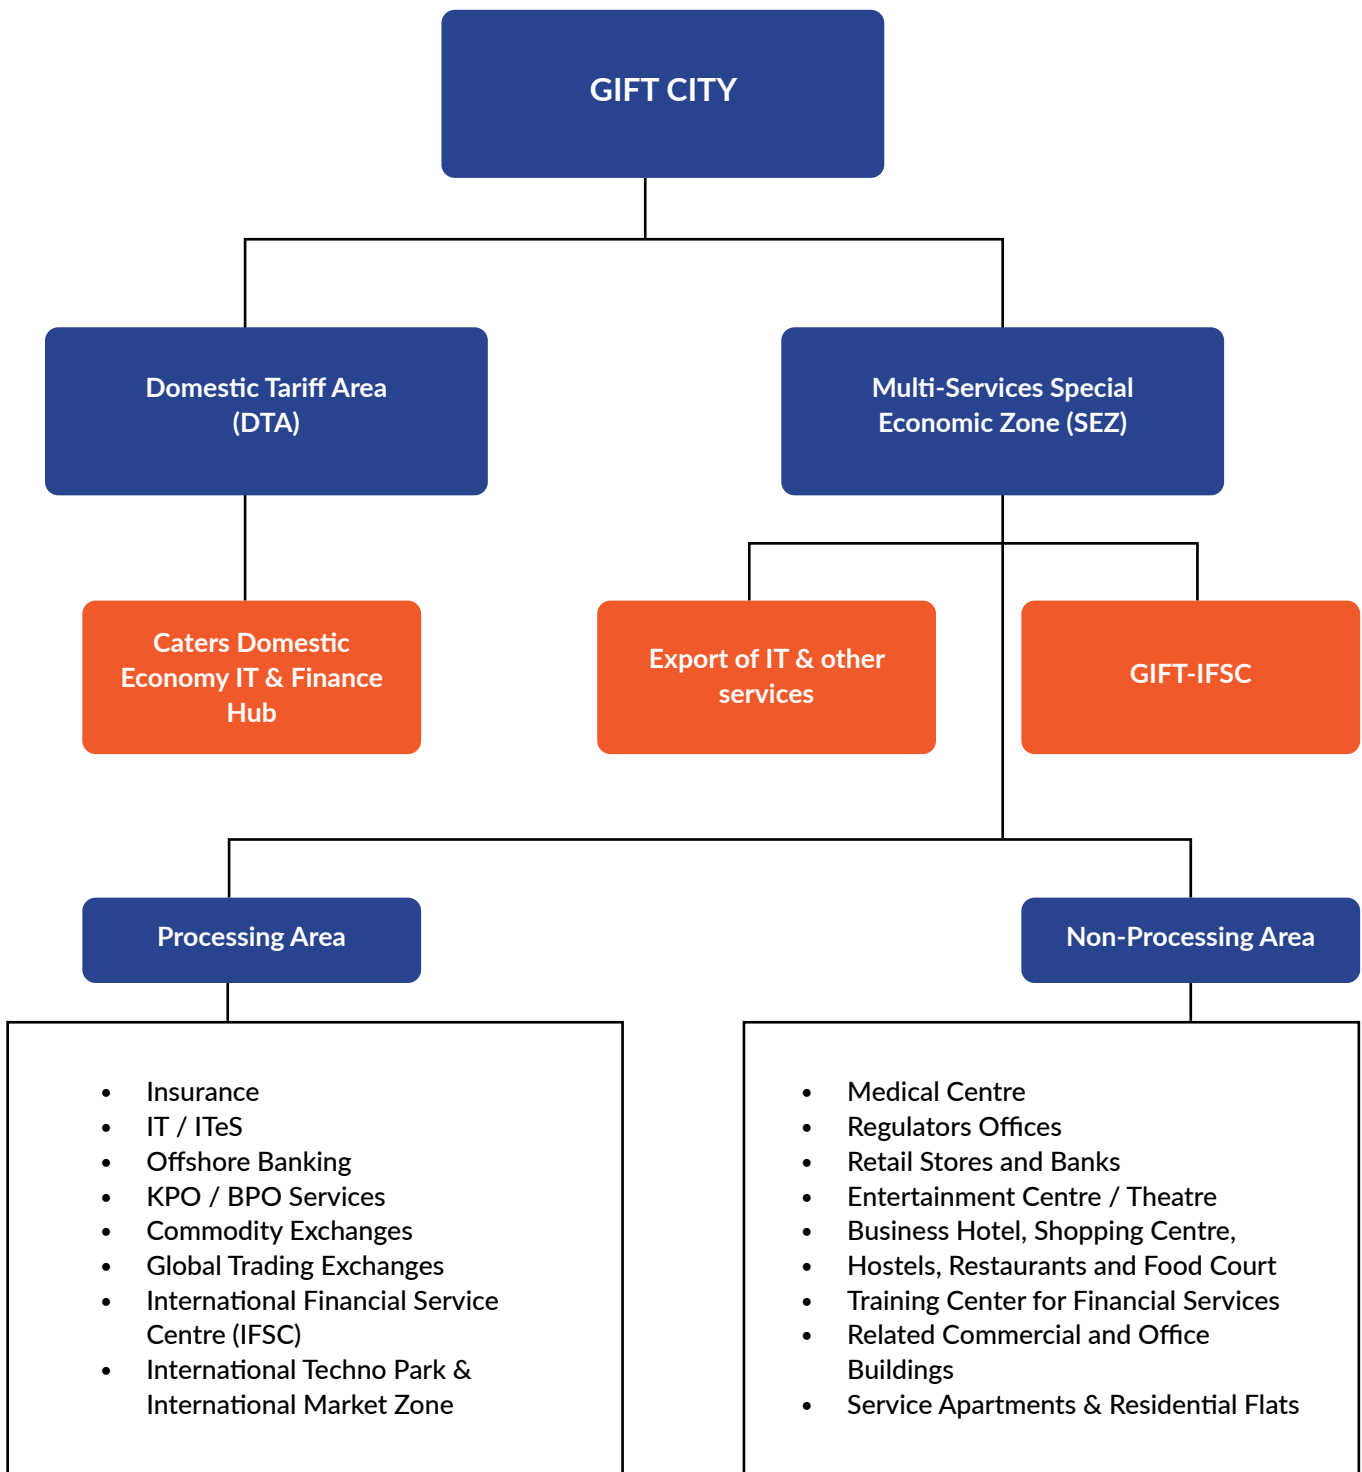 GIFT CITY
Domestic Tariff Area
(DTA)
Multi-Services Special
Economic Zone (SEZ)
Caters Domestic
Economy IT & Finance
Hub
Export of IT & other
services
GIFT-IFSC
Processing Area
Non-Processing Area
• Insurance
• IT / ITeS
• Offshore Banking
• KPO / BPO Services
• Commodity Exchanges
• Global Trading Exchanges
• International Financial Service
Centre (IFSC)
• International Techno Park &
International Market Zone
• Medical Centre
• Regulators Offices
• Retail Stores and Banks
• Entertainment Centre / Theatre
• Business Hotel, Shopping Centre,
• Hostels, Restaurants and Food Court
• Training Center for Financial Services
• Related Commercial and Office
Buildings
• Service Apartments & Residential Flats